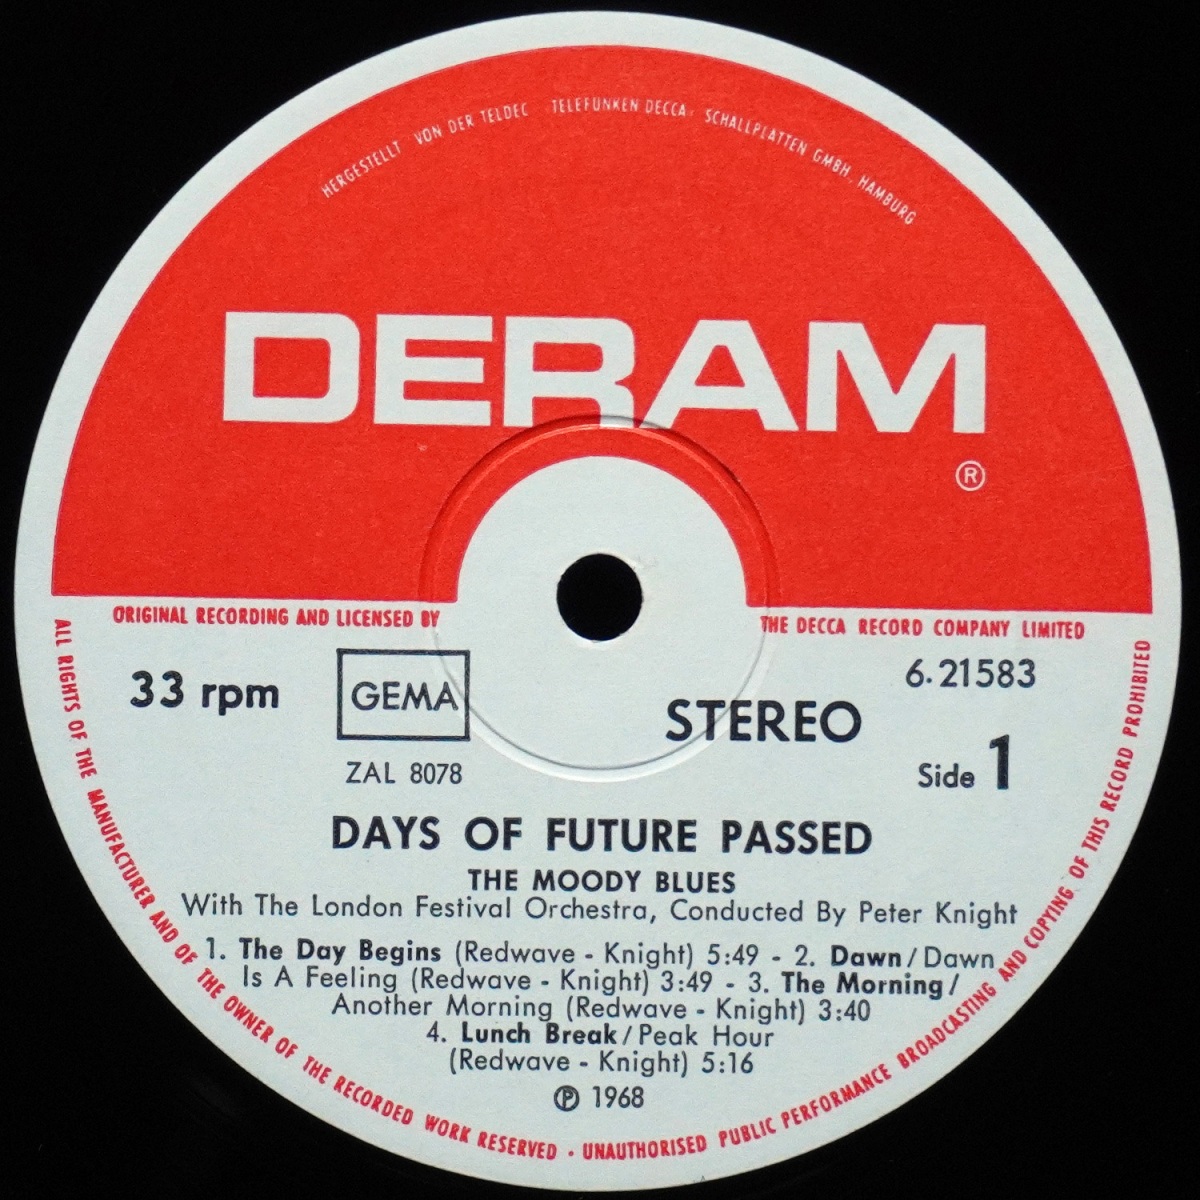 HERGESTELLT VON DER TELDEC TELEFUNKEN DECCA SCHALLPLATTEN GMBH, HAMBURG
DERAM
®
ORIGINAL RECORDING AND LICENSED BY THE DECCA RECORD COMPANY LIMITED
33 rpm
GEMA
ZAL 8078
STEREO
6.21583
Side 1
DAYS OF FUTURE PASSED
THE MOODY BLUES
With The London Festival Orchestra, Conducted By Peter Knight
1. The Day Begins (Redwave - Knight) 5:49 - 2. Dawn/Dawn
Is A Feeling (Redwave - Knight) 3:49 - 3. The Morning/
Another Morning (Redwave - Knight) 3:40
4. Lunch Break/Peak Hour
(Redwave - Knight) 5:16
℗ 1968
ALL RIGHTS OF THE MANUFACTURER AND OF THE OWNER OF THE RECORDED WORK RESERVED · UNAUTHORISED PUBLIC PERFORMANCE BROADCASTING AND COPYING OF THIS RECORD PROHIBITED